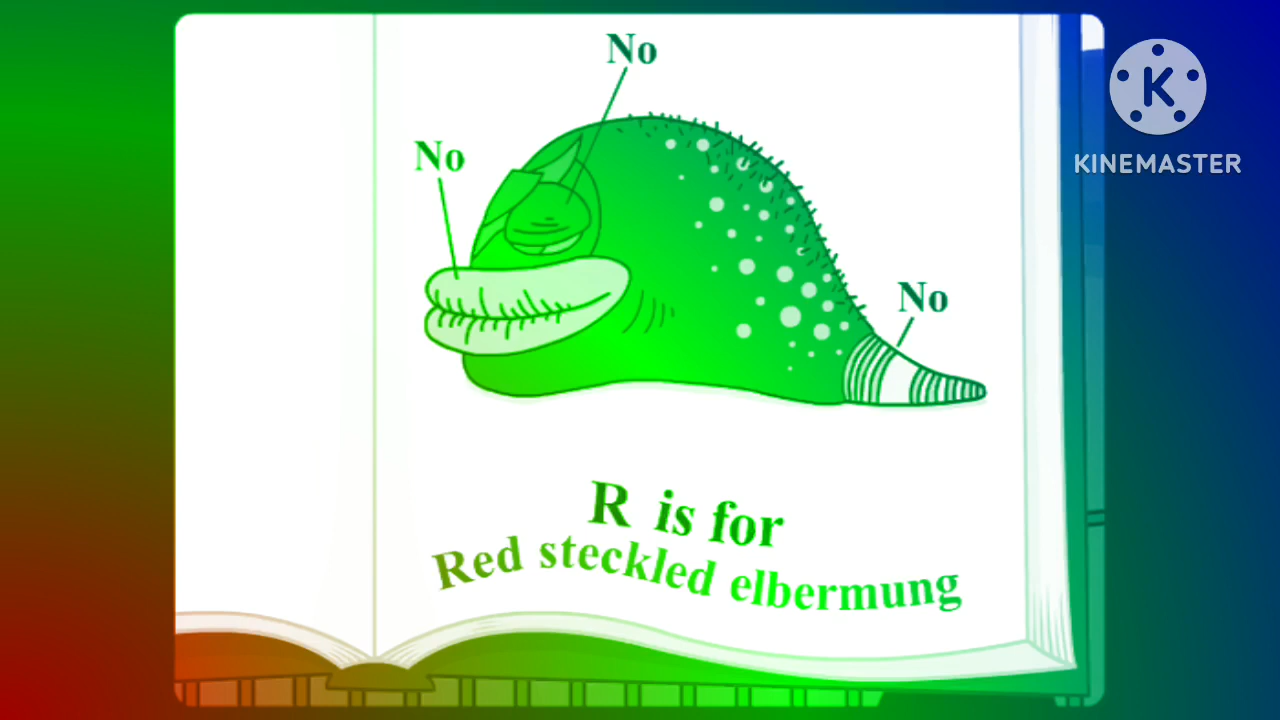 No
No
No
R is for
Red steckled elbermung
K
KINEMASTER